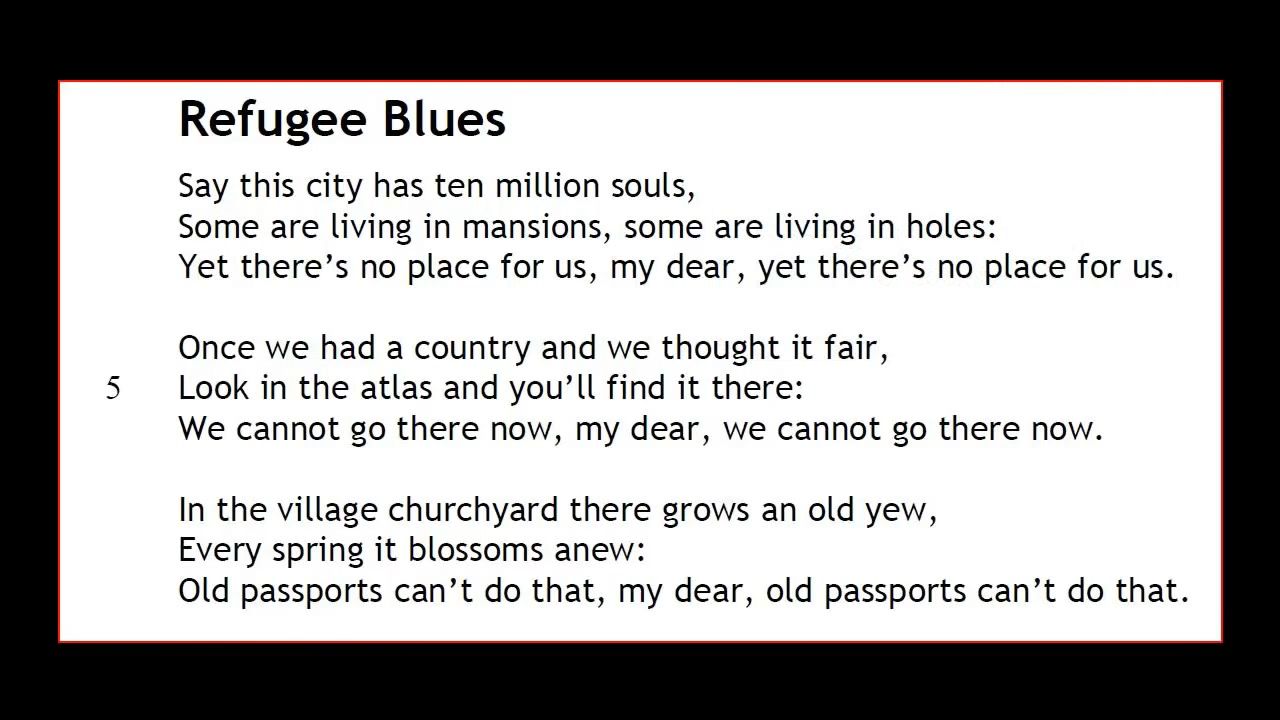 Refugee Blues
Say this city has ten million souls,
Some are living in mansions, some are living in holes:
Yet there’s no place for us, my dear, yet there’s no place for us.
Once we had a country and we thought it fair,
5 Look in the atlas and you’ll find it there:
We cannot go there now, my dear, we cannot go there now.
In the village churchyard there grows an old yew,
Every spring it blossoms anew:
Old passports can’t do that, my dear, old passports can’t do that.